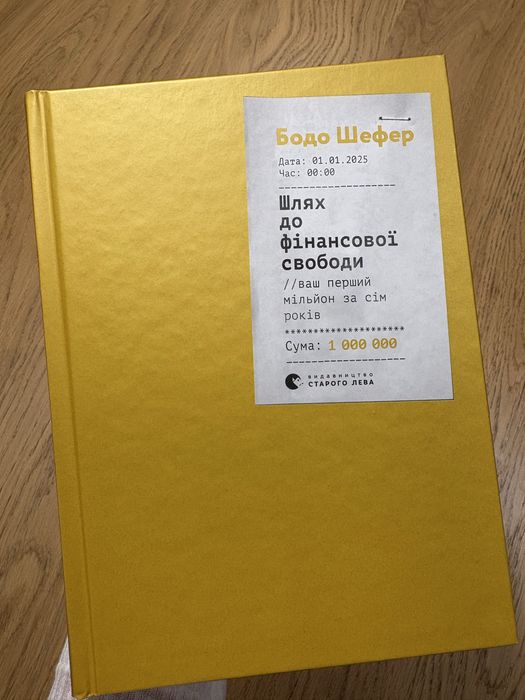 Бодо Шефер
Дата: 01.01.2025
Час: 00:00
--------------------
Шлях
до
фінансової
свободи
//ваш перший
мільйон за сім
років
*********************
Сума: 1 000 000
--------------------
видавництво
СТАРОГО ЛЕВА